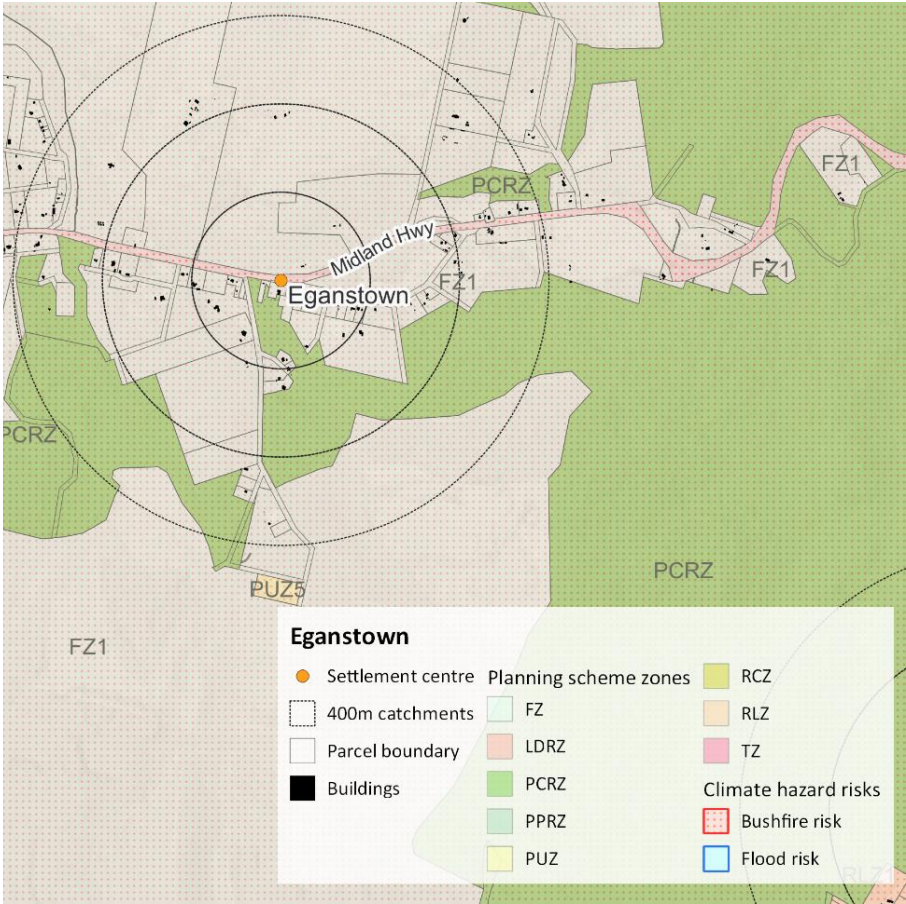 FZ1
PCRZ
Midland Hwy
Eganstown
FZ1
FZ1
PCRZ
PCRZ
PUZ5
FZ1
Eganstown
Settlement centre
400m catchments
Parcel boundary
Buildings
Planning scheme zones
FZ
LDRZ
PCRZ
PPRZ
PUZ
RCZ
RLZ
TZ
Climate hazard risks
Bushfire risk
Flood risk
RLZ1